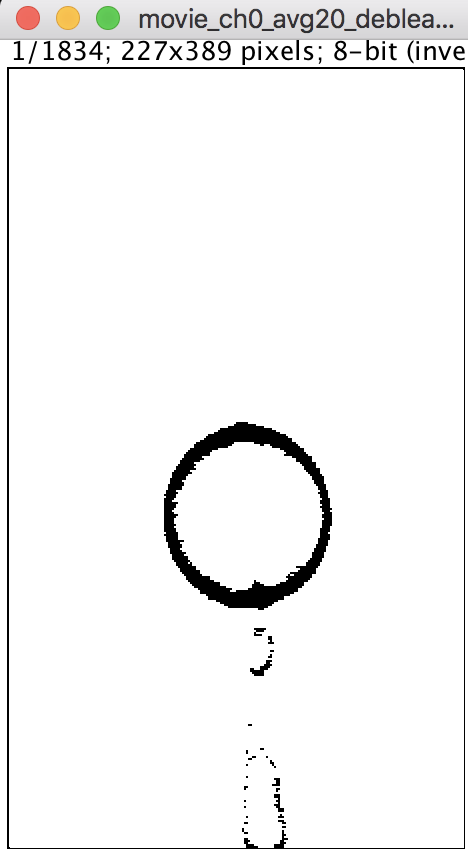 movie_ch0_avg20_deblea...
1/1834; 227x389 pixels; 8-bit (inve